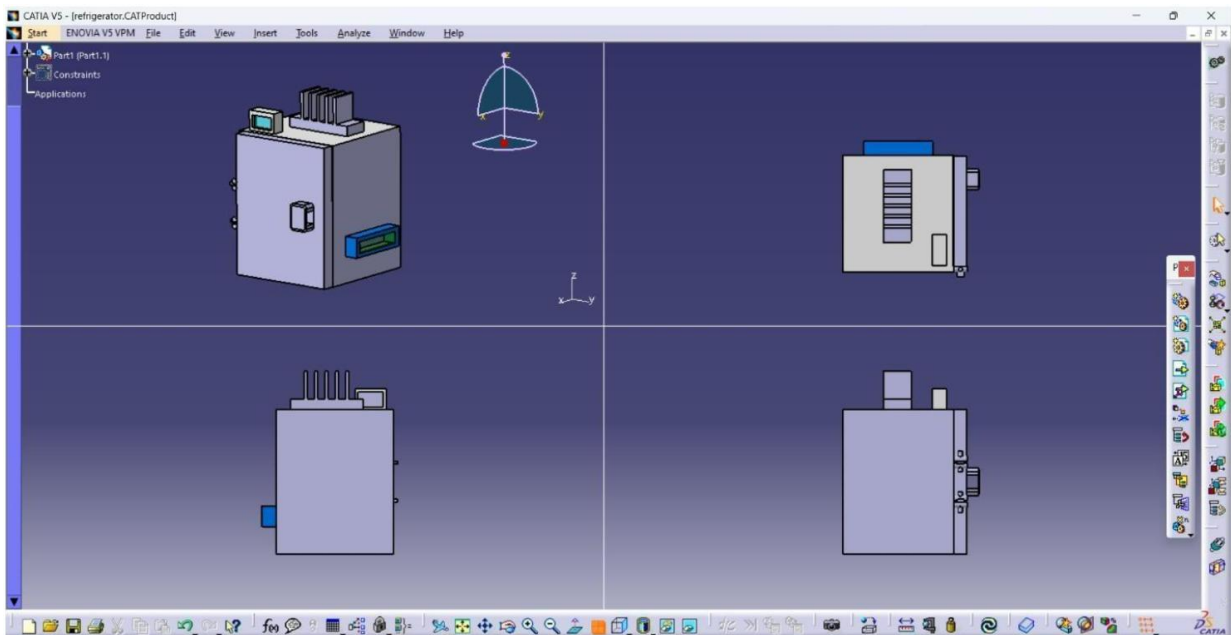 CATIA V5 - [refrigerator.CATProduct]
Start ENOVIA V5 VPM File Edit View Insert Tools Analyze Window Help
Part1 (Part1.1)
Constraints
Applications
z
x
y
z
x
y
P
f(x)